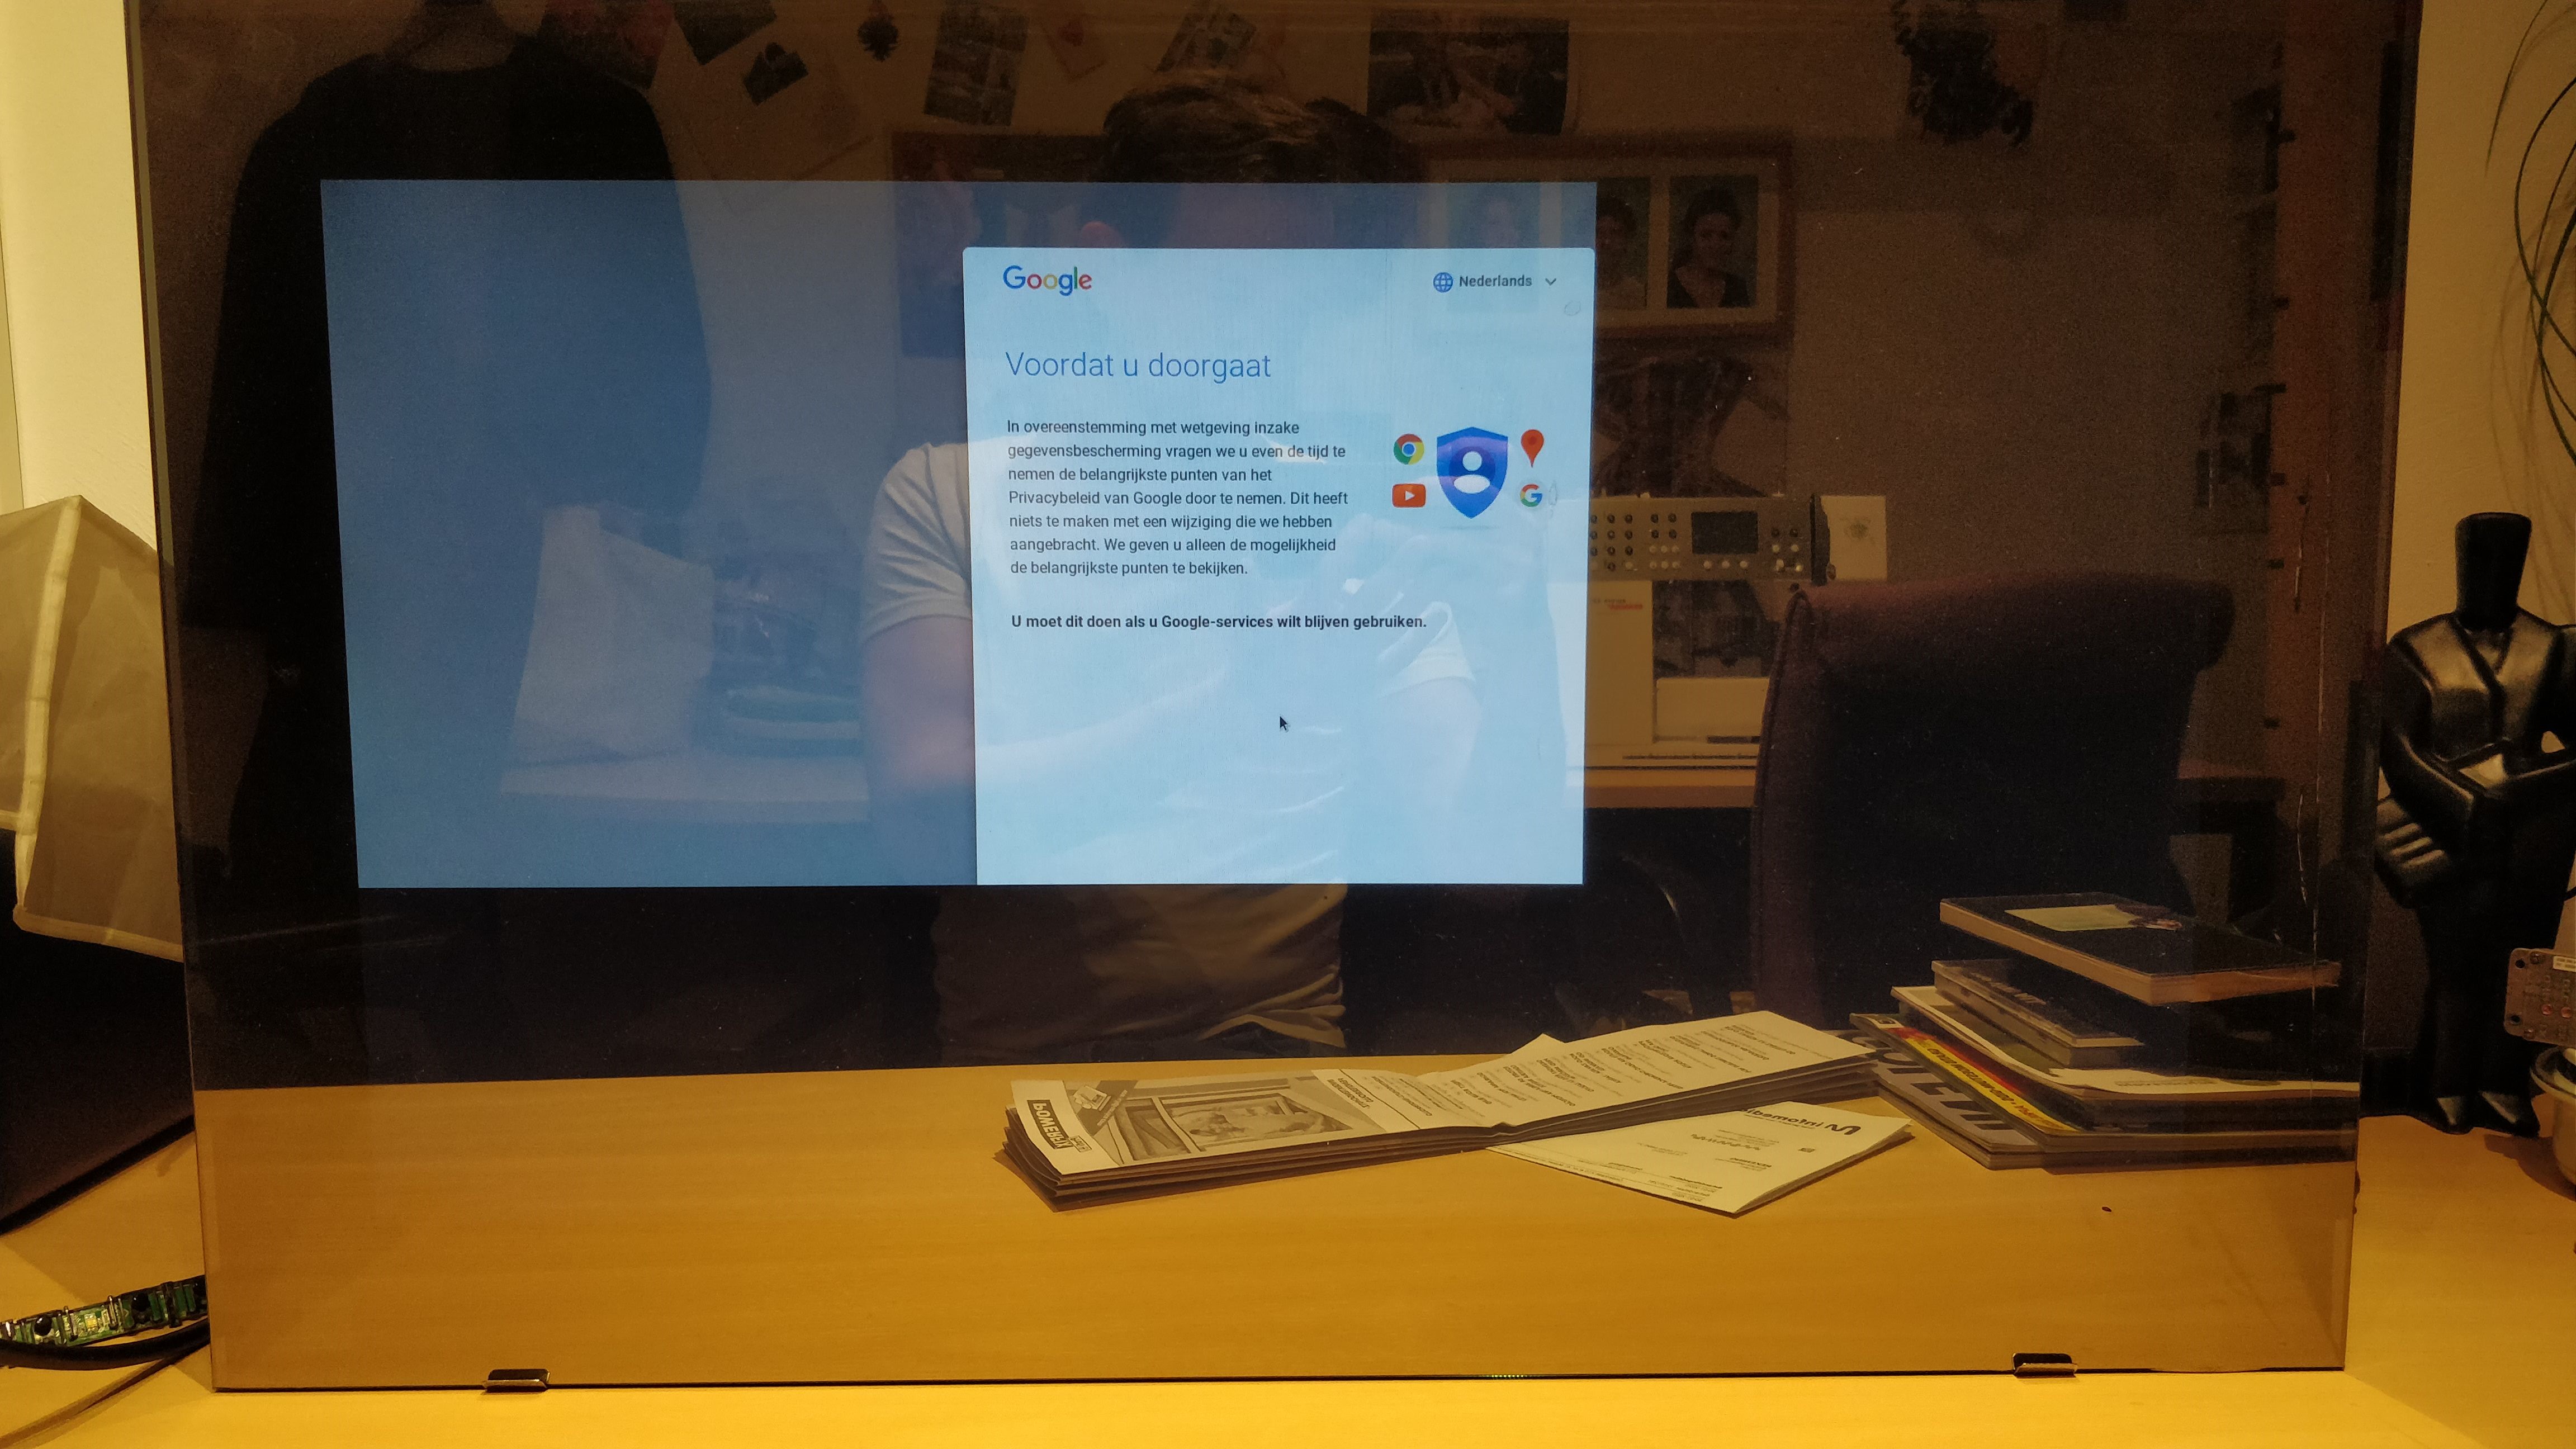 Google
Nederlands
Voordat u doorgaat
In overeenstemming met wetgeving inzake
gegevensbescherming vragen we u even de tijd te
nemen de belangrijkste punten van het
Privacybeleid van Google door te nemen. Dit heeft
niets te maken met een wijziging die we hebben
aangebracht. We geven u alleen de mogelijkheid
de belangrijkste punten te bekijken.
U moet dit doen als u Google-services wilt blijven gebruiken.